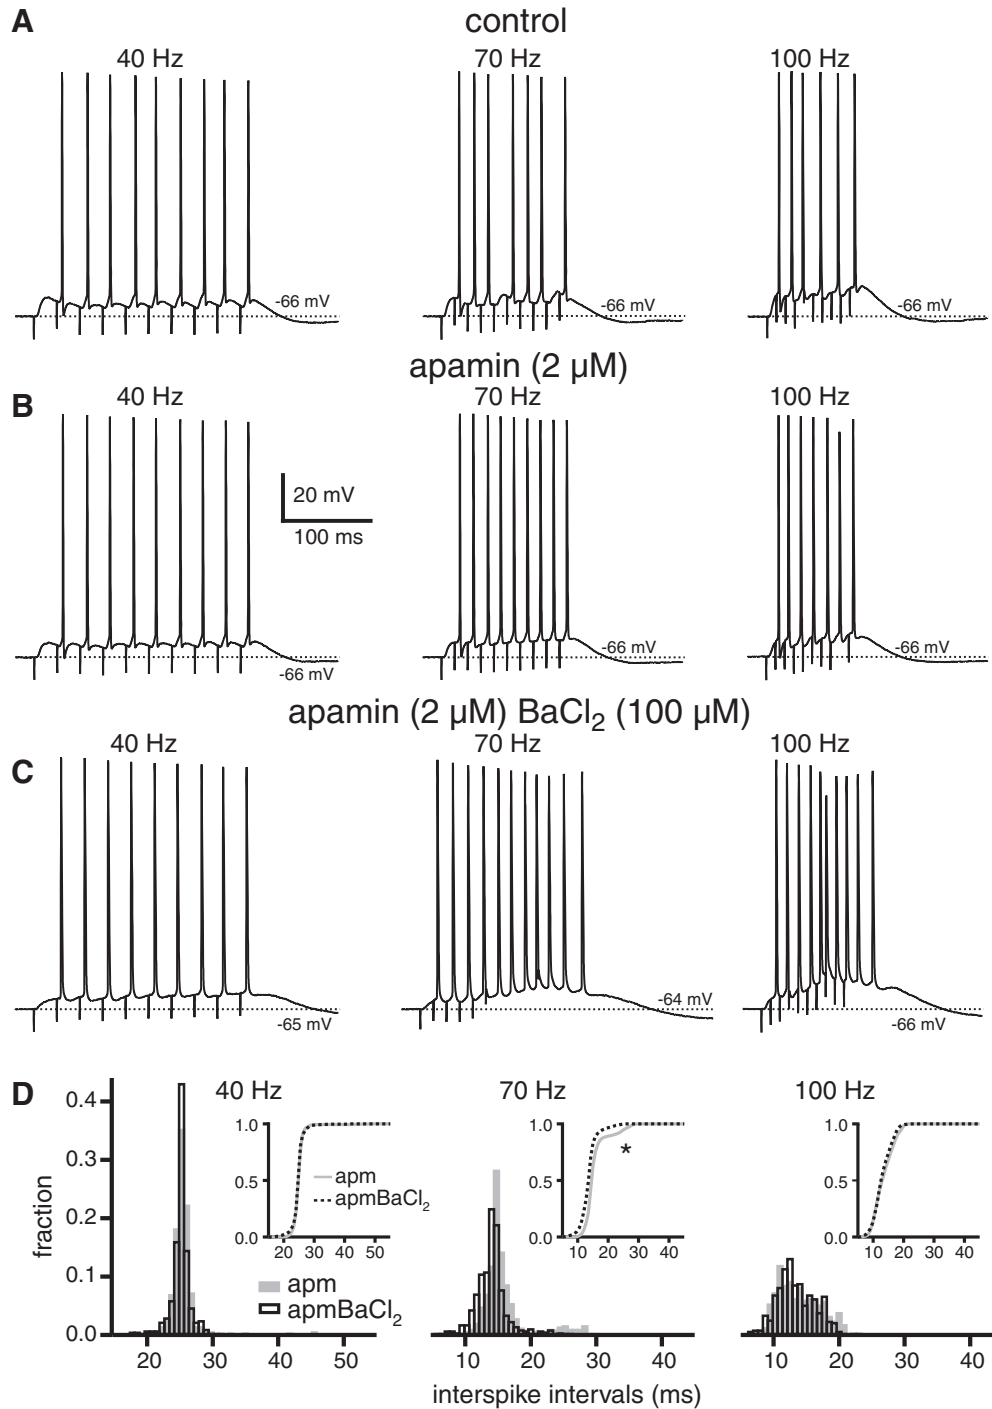 A
control
40 Hz
70 Hz
100 Hz
-66 mV
-66 mV
-66 mV
apamin (2 µM)
B
40 Hz
70 Hz
100 Hz
20 mV
100 ms
-66 mV
-66 mV
-66 mV
apamin (2 µM) BaCl2 (100 µM)
C
40 Hz
70 Hz
100 Hz
-65 mV
-64 mV
-66 mV
D
40 Hz
70 Hz
100 Hz
fraction
0.4
0.3
0.2
0.1
0.0
1.0
0.5
0.0
20 30 40 50
apm
apmBaCl2
1.0
0.5
0.0
10 20 30 40
*
1.0
0.5
0.0
10 20 30 40
apm
apmBaCl2
20 30 40 50
10 20 30 40
10 20 30 40
interspike intervals (ms)